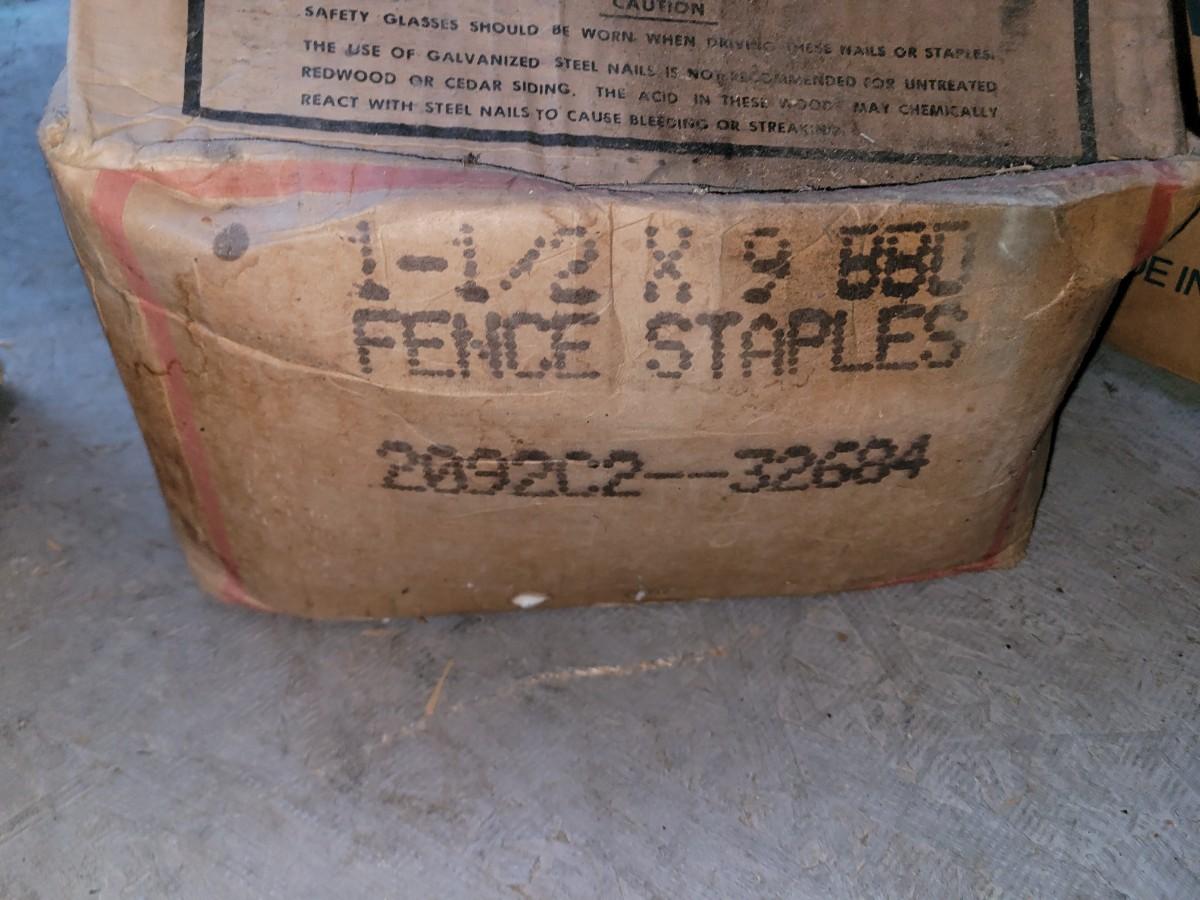 CAUTION
SAFETY GLASSES SHOULD BE WORN WHEN DRIVING THESE NAILS OR STAPLES.
THE USE OF GALVANIZED STEEL NAILS IS NOT RECOMMENDED FOR UNTREATED
REDWOOD OR CEDAR SIDING. THE ACID IN THESE WOODS MAY CHEMICALLY
REACT WITH STEEL NAILS TO CAUSE BLEEDING OR STREAKING.
1-1/2 X 9
FENCE STAPLES
2092C2--32684
IN